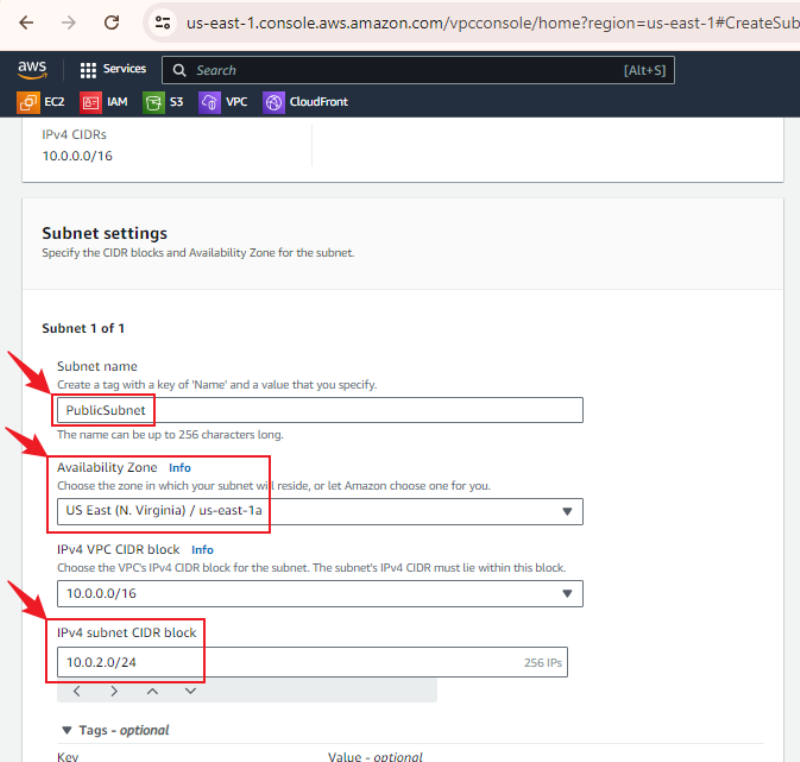 us-east-1.console.aws.amazon.com/vpcconsole/home?region=us-east-1#CreateSub
aws Services Search [Alt+S]
EC2 IAM S3 VPC CloudFront
IPv4 CIDRs
10.0.0.0/16
Subnet settings
Specify the CIDR blocks and Availability Zone for the subnet.
Subnet 1 of 1
Subnet name
Create a tag with a key of 'Name' and a value that you specify.
PublicSubnet
The name can be up to 256 characters long.
Availability Zone Info
Choose the zone in which your subnet will reside, or let Amazon choose one for you.
US East (N. Virginia) / us-east-1a
IPv4 VPC CIDR block Info
Choose the VPC's IPv4 CIDR block for the subnet. The subnet's IPv4 CIDR must lie within this block.
10.0.0.0/16
IPv4 subnet CIDR block
10.0.2.0/24 256 IPs
Tags - optional
Key Value - optional